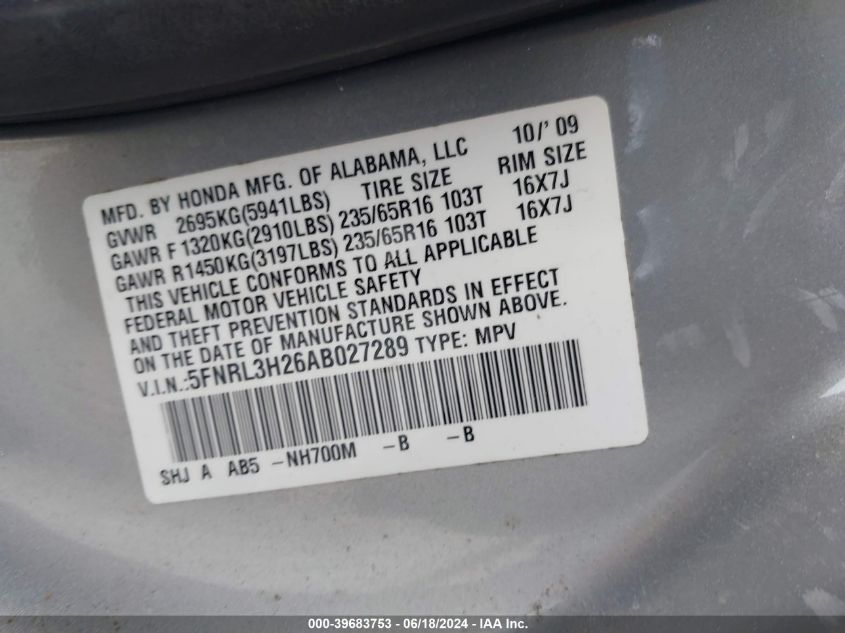 MFD. BY HONDA MFG. OF ALABAMA, LLC 10/'09
GVWR 2695KG(5941LBS) TIRE SIZE RIM SIZE
GAWR F 1320KG(2910LBS) 235/65R16 103T 16X7J
GAWR R1450KG(3197LBS) 235/65R16 103T 16X7J
THIS VEHICLE CONFORMS TO ALL APPLICABLE
FEDERAL MOTOR VEHICLE SAFETY
AND THEFT PREVENTION STANDARDS IN EFFECT
ON THE DATE OF MANUFACTURE SHOWN ABOVE.
V.I.N.:5FNRL3H26AB027289 TYPE: MPV
SHJ A AB5 -NH700M -B -B
000-39683753 - 06/18/2024 - IAA Inc.